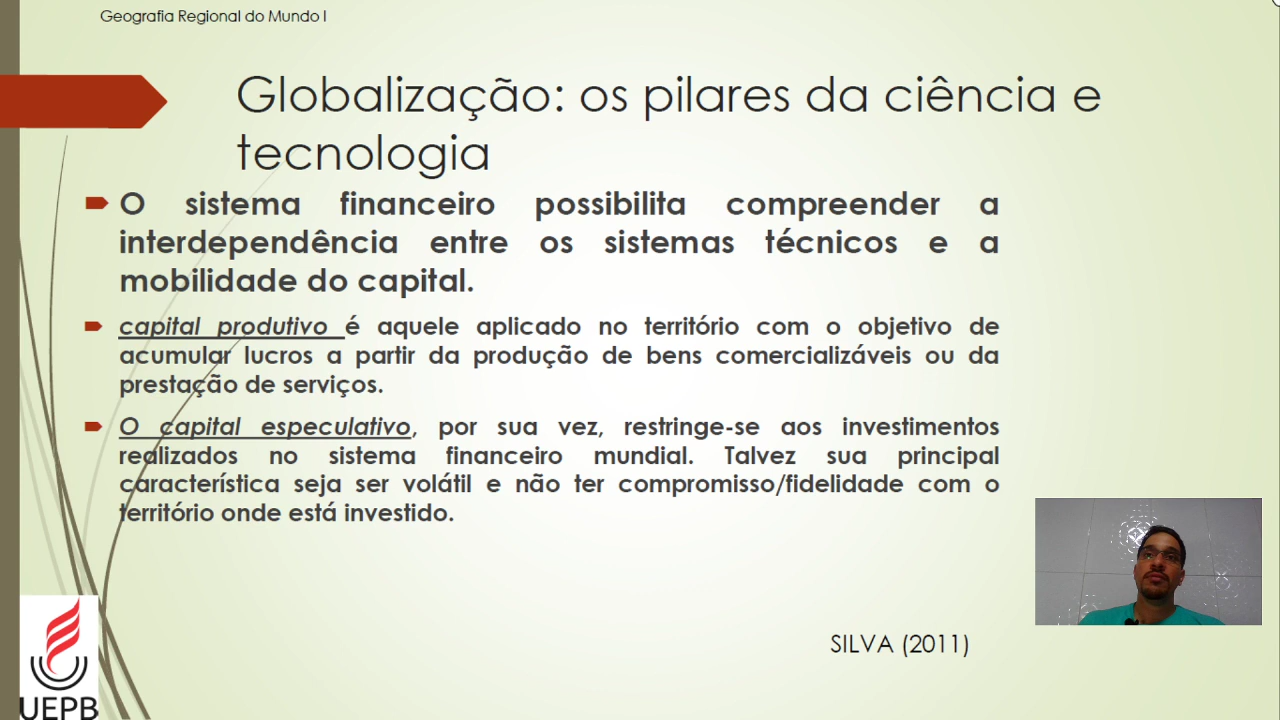 Geografia Regional do Mundo I
Globalização: os pilares da ciência e
tecnologia
O sistema financeiro possibilita compreender a
interdependência entre os sistemas técnicos e a
mobilidade do capital.
capital produtivo é aquele aplicado no território com o objetivo de
acumular lucros a partir da produção de bens comercializáveis ou da
prestação de serviços.
O capital especulativo, por sua vez, restringe-se aos investimentos
realizados no sistema financeiro mundial. Talvez sua principal
característica seja ser volátil e não ter compromisso/fidelidade com o
território onde está investido.
SILVA (2011)
UEPB